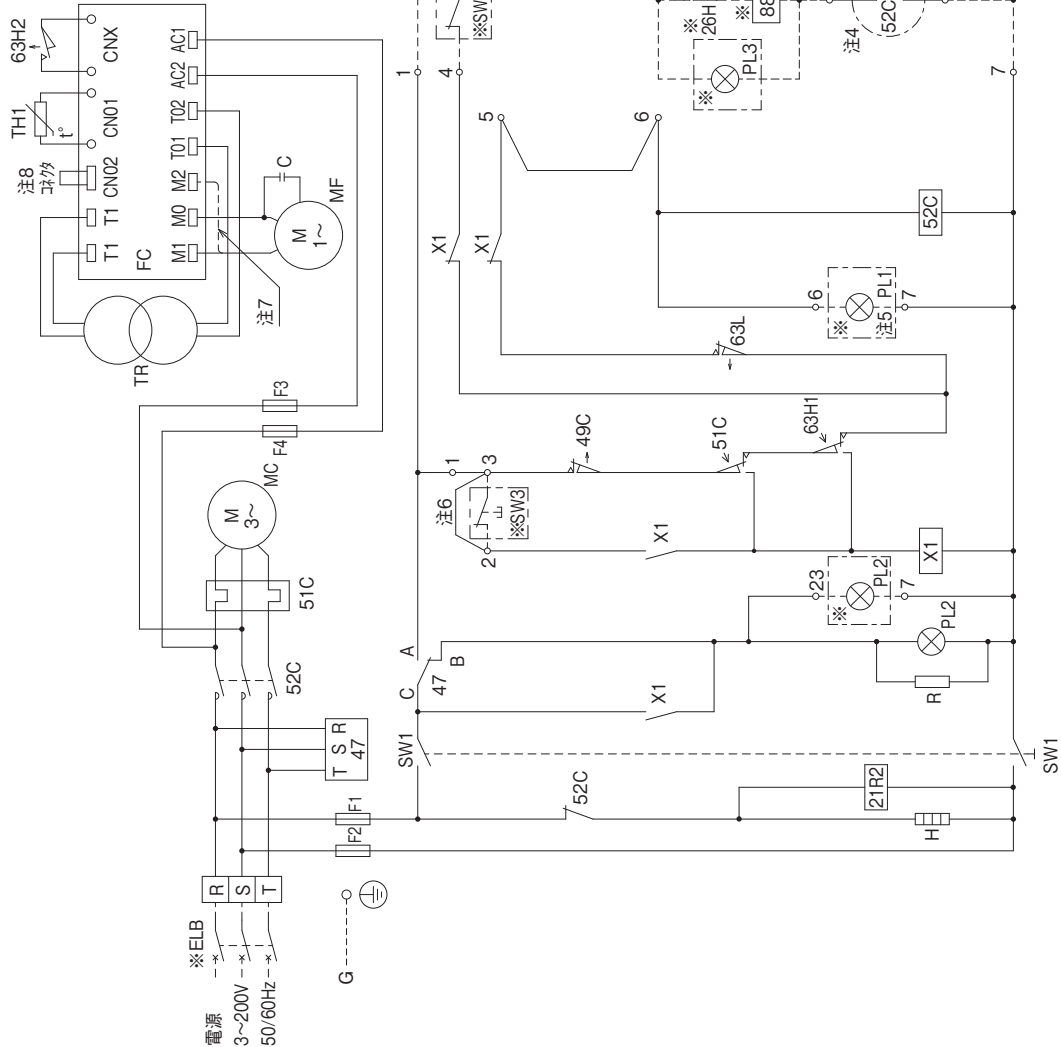 電源
3～200V
50/60Hz
※ELB
R
S
T
G
F1
F2
T S R
47
52C
51C
M
3～
MC
F4
F3
TR
注7
T1
T1
CN02
CN01
CNX
FC
M1
M0
M2
T01
T02
AC2
AC1
注8
コネクタ
TH1
t°
63H2
M
1～
MF
C
SW1
SW1
52C
21R2
H
C
A
B
47
X1
R
PL2
23
※
PL2
7
X1
X1
注6
1
3
2
※SW3
49C
51C
63H1
63L
X1
X1
1
4
※SW
5
6
6
※
注5
PL1
7
52C
7
※
26H
※
88
※
PL3
注4
52C